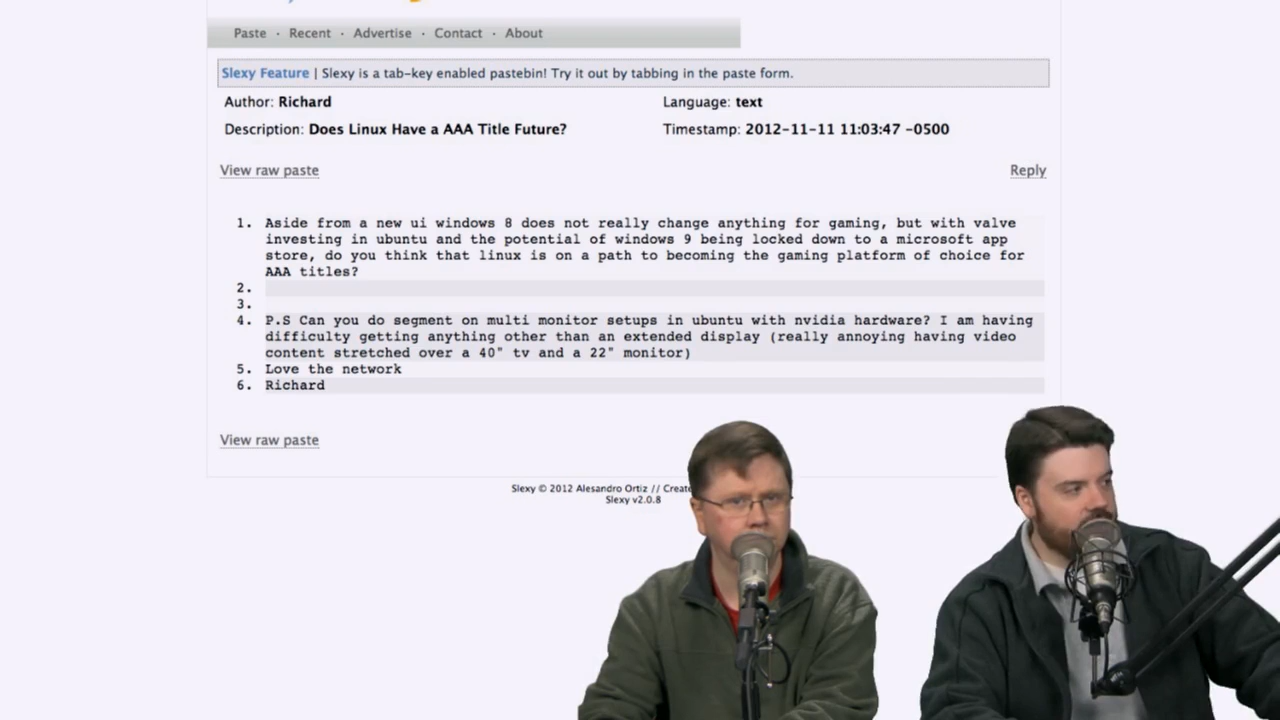 Paste · Recent · Advertise · Contact · About
Slexy Feature | Slexy is a tab-key enabled pastebin! Try it out by tabbing in the paste form.
Author: Richard
Language: text
Description: Does Linux Have a AAA Title Future?
Timestamp: 2012-11-11 11:03:47 -0500
View raw paste
Reply
1. Aside from a new ui windows 8 does not really change anything for gaming, but with valve
investing in ubuntu and the potential of windows 9 being locked down to a microsoft app
store, do you think that linux is on a path to becoming the gaming platform of choice for
AAA titles?
2.
3.
4. P.S Can you do segment on multi monitor setups in ubuntu with nvidia hardware? I am having
difficulty getting anything other than an extended display (really annoying having video
content stretched over a 40" tv and a 22" monitor)
5. Love the network
6. Richard
View raw paste
Slexy © 2012 Alesandro Ortiz //
Slexy v2.0.8